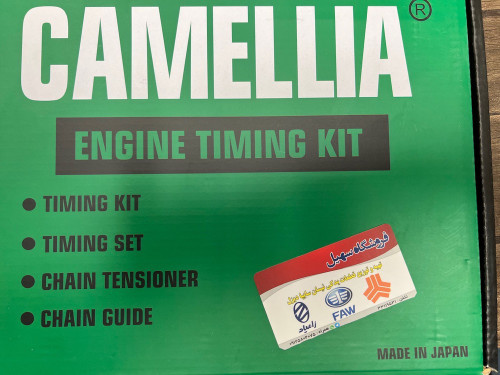 CAMELLIA®
ENGINE TIMING KIT
TIMING KIT
TIMING SET
CHAIN TENSIONER
CHAIN GUIDE
فروشگاه سهیل
زامیاد
FAW
MADE IN JAPAN